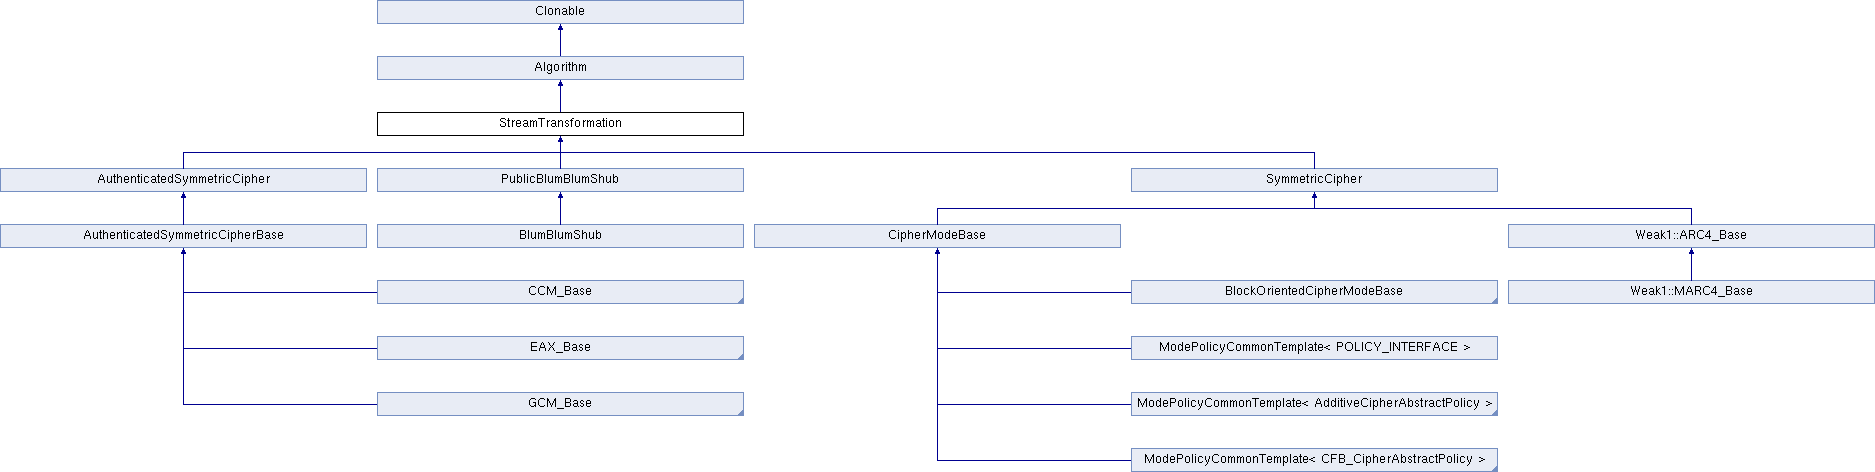 Clonable
Algorithm
StreamTransformation
AuthenticatedSymmetricCipher
PublicBlumBlumShub
SymmetricCipher
AuthenticatedSymmetricCipherBase
BlumBlumShub
CipherModeBase
Weak1::ARC4_Base
CCM_Base
BlockOrientedCipherModeBase
Weak1::MARC4_Base
EAX_Base
ModePolicyCommonTemplate< POLICY_INTERFACE >
GCM_Base
ModePolicyCommonTemplate< AdditiveCipherAbstractPolicy >
ModePolicyCommonTemplate< CFB_CipherAbstractPolicy >